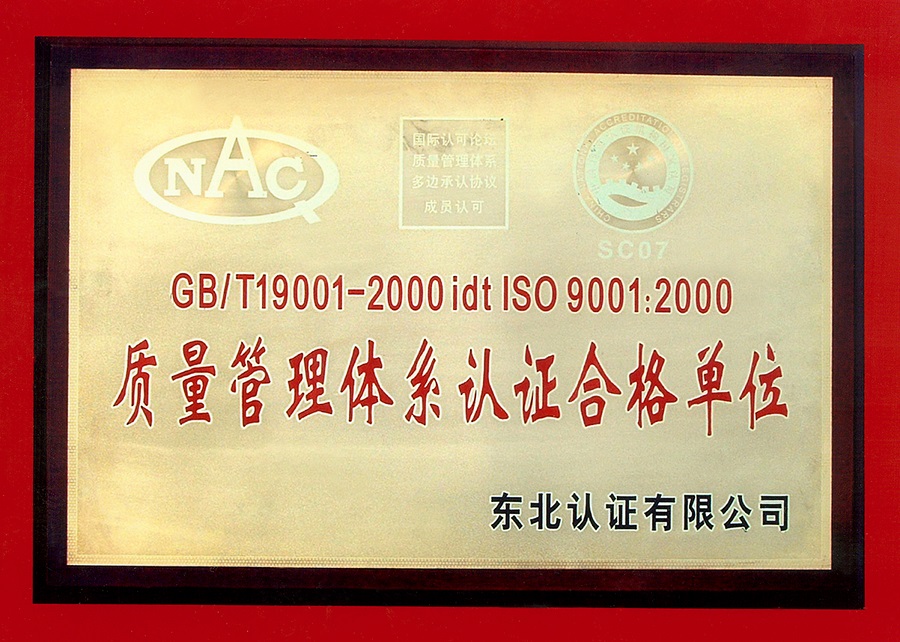 NAC
国际认可论坛
质量管理体系
多边承认协议
成员认可
SC07
GB/T19001-2000 idt ISO 9001:2000
质量管理体系认证合格单位
东北认证有限公司